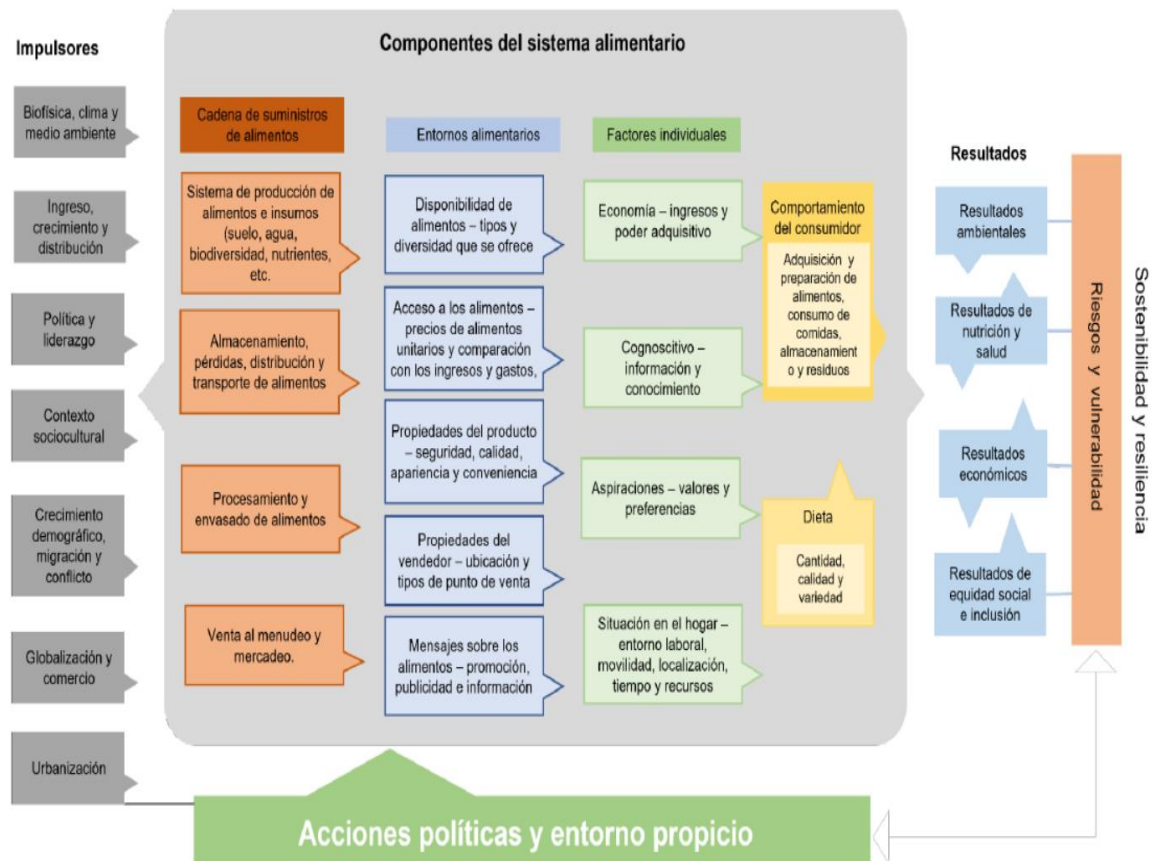 Impulsores
Biofísica, clima y
medio ambiente
Ingreso,
crecimiento y
distribución
Política y
liderazgo
Contexto
sociocultural
Crecimiento
demográfico,
migración y
conflicto
Globalización y
comercio
Urbanización
Componentes del sistema alimentario
Cadena de suministros
de alimentos
Sistema de producción de
alimentos e insumos
(suelo, agua,
biodiversidad, nutrientes,
etc.
Almacenamiento,
pérdidas, distribución y
transporte de alimentos
Procesamiento y
envasado de alimentos
Venta al menudeo y
mercadeo.
Entornos alimentarios
Disponibilidad de
alimentos – tipos y
diversidad que se ofrece
Acceso a los alimentos –
precios de alimentos
unitarios y comparación
con los ingresos y gastos,
Propiedades del producto
– seguridad, calidad,
apariencia y conveniencia
Propiedades del
vendedor – ubicación y
tipos de punto de venta
Mensajes sobre los
alimentos – promoción,
publicidad e información
Factores individuales
Economía – ingresos y
poder adquisitivo
Cognoscitivo –
información y
conocimiento
Aspiraciones – valores y
preferencias
Situación en el hogar –
entorno laboral,
movilidad, localización,
tiempo y recursos
Comportamiento
del consumidor
Adquisición y
preparación de
alimentos,
consumo de
comidas,
almacenamient
o y residuos
Dieta
Cantidad,
calidad y
variedad
Resultados
Resultados
ambientales
Resultados de
nutrición y
salud
Resultados
económicos
Resultados de
equidad social
e inclusión
Riesgos y vulnerabilidad
Sostenibilidad y resiliencia
Acciones políticas y entorno propicio